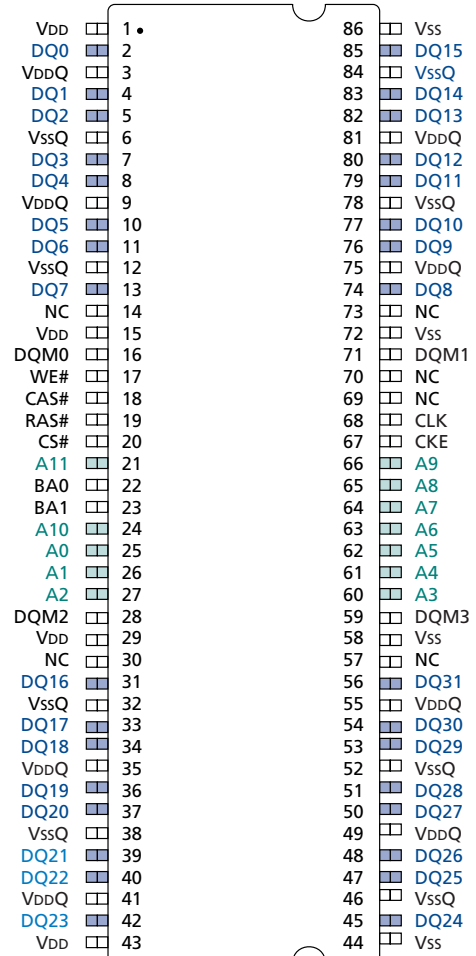 VDD 1 86 Vss
DQ0 2 85 DQ15
VDDQ 3 84 VssQ
DQ1 4 83 DQ14
DQ2 5 82 DQ13
VssQ 6 81 VDDQ
DQ3 7 80 DQ12
DQ4 8 79 DQ11
VDDQ 9 78 VssQ
DQ5 10 77 DQ10
DQ6 11 76 DQ9
VssQ 12 75 VDDQ
DQ7 13 74 DQ8
NC 14 73 NC
VDD 15 72 Vss
DQM0 16 71 DQM1
WE# 17 70 NC
CAS# 18 69 NC
RAS# 19 68 CLK
CS# 20 67 CKE
A11 21 66 A9
BA0 22 65 A8
BA1 23 64 A7
A10 24 63 A6
A0 25 62 A5
A1 26 61 A4
A2 27 60 A3
DQM2 28 59 DQM3
VDD 29 58 Vss
NC 30 57 NC
DQ16 31 56 DQ31
VssQ 32 55 VDDQ
DQ17 33 54 DQ30
DQ18 34 53 DQ29
VDDQ 35 52 VssQ
DQ19 36 51 DQ28
DQ20 37 50 DQ27
VssQ 38 49 VDDQ
DQ21 39 48 DQ26
DQ22 40 47 DQ25
VDDQ 41 46 VssQ
DQ23 42 45 DQ24
VDD 43 44 Vss